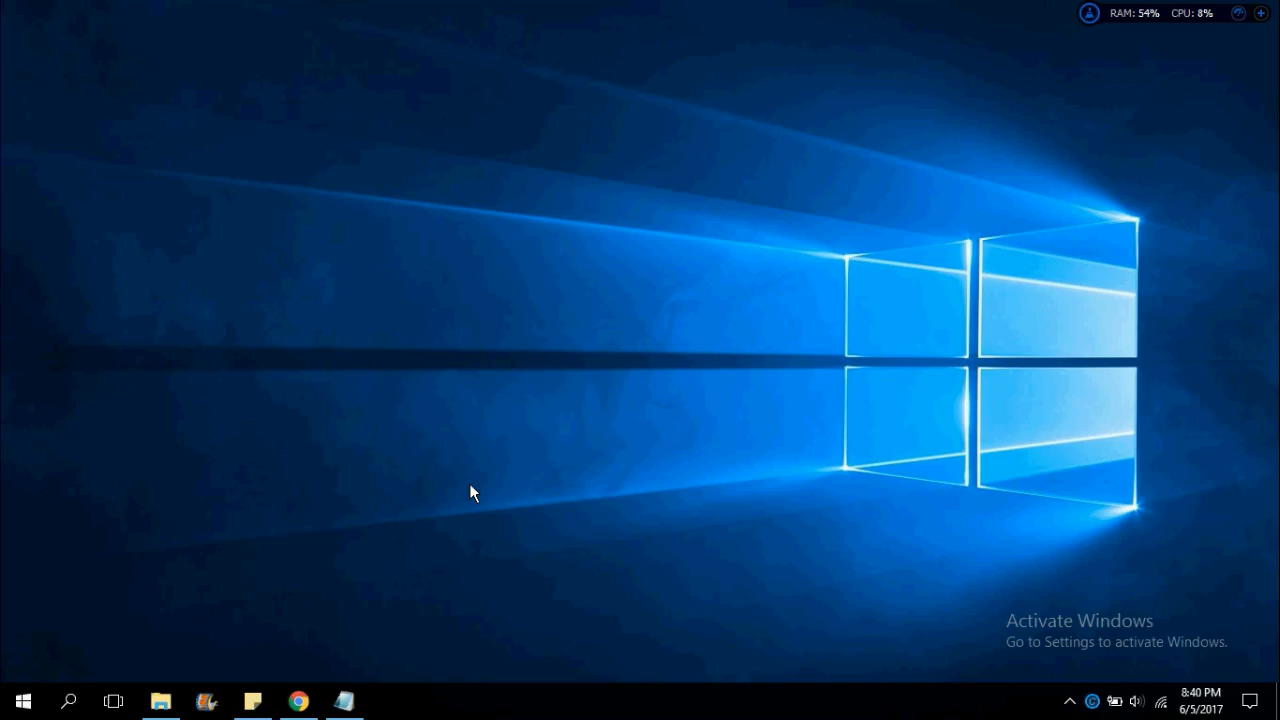 RAM: 54% CPU: 8%
Activate Windows
Go to Settings to activate Windows.
8:40 PM
6/5/2017